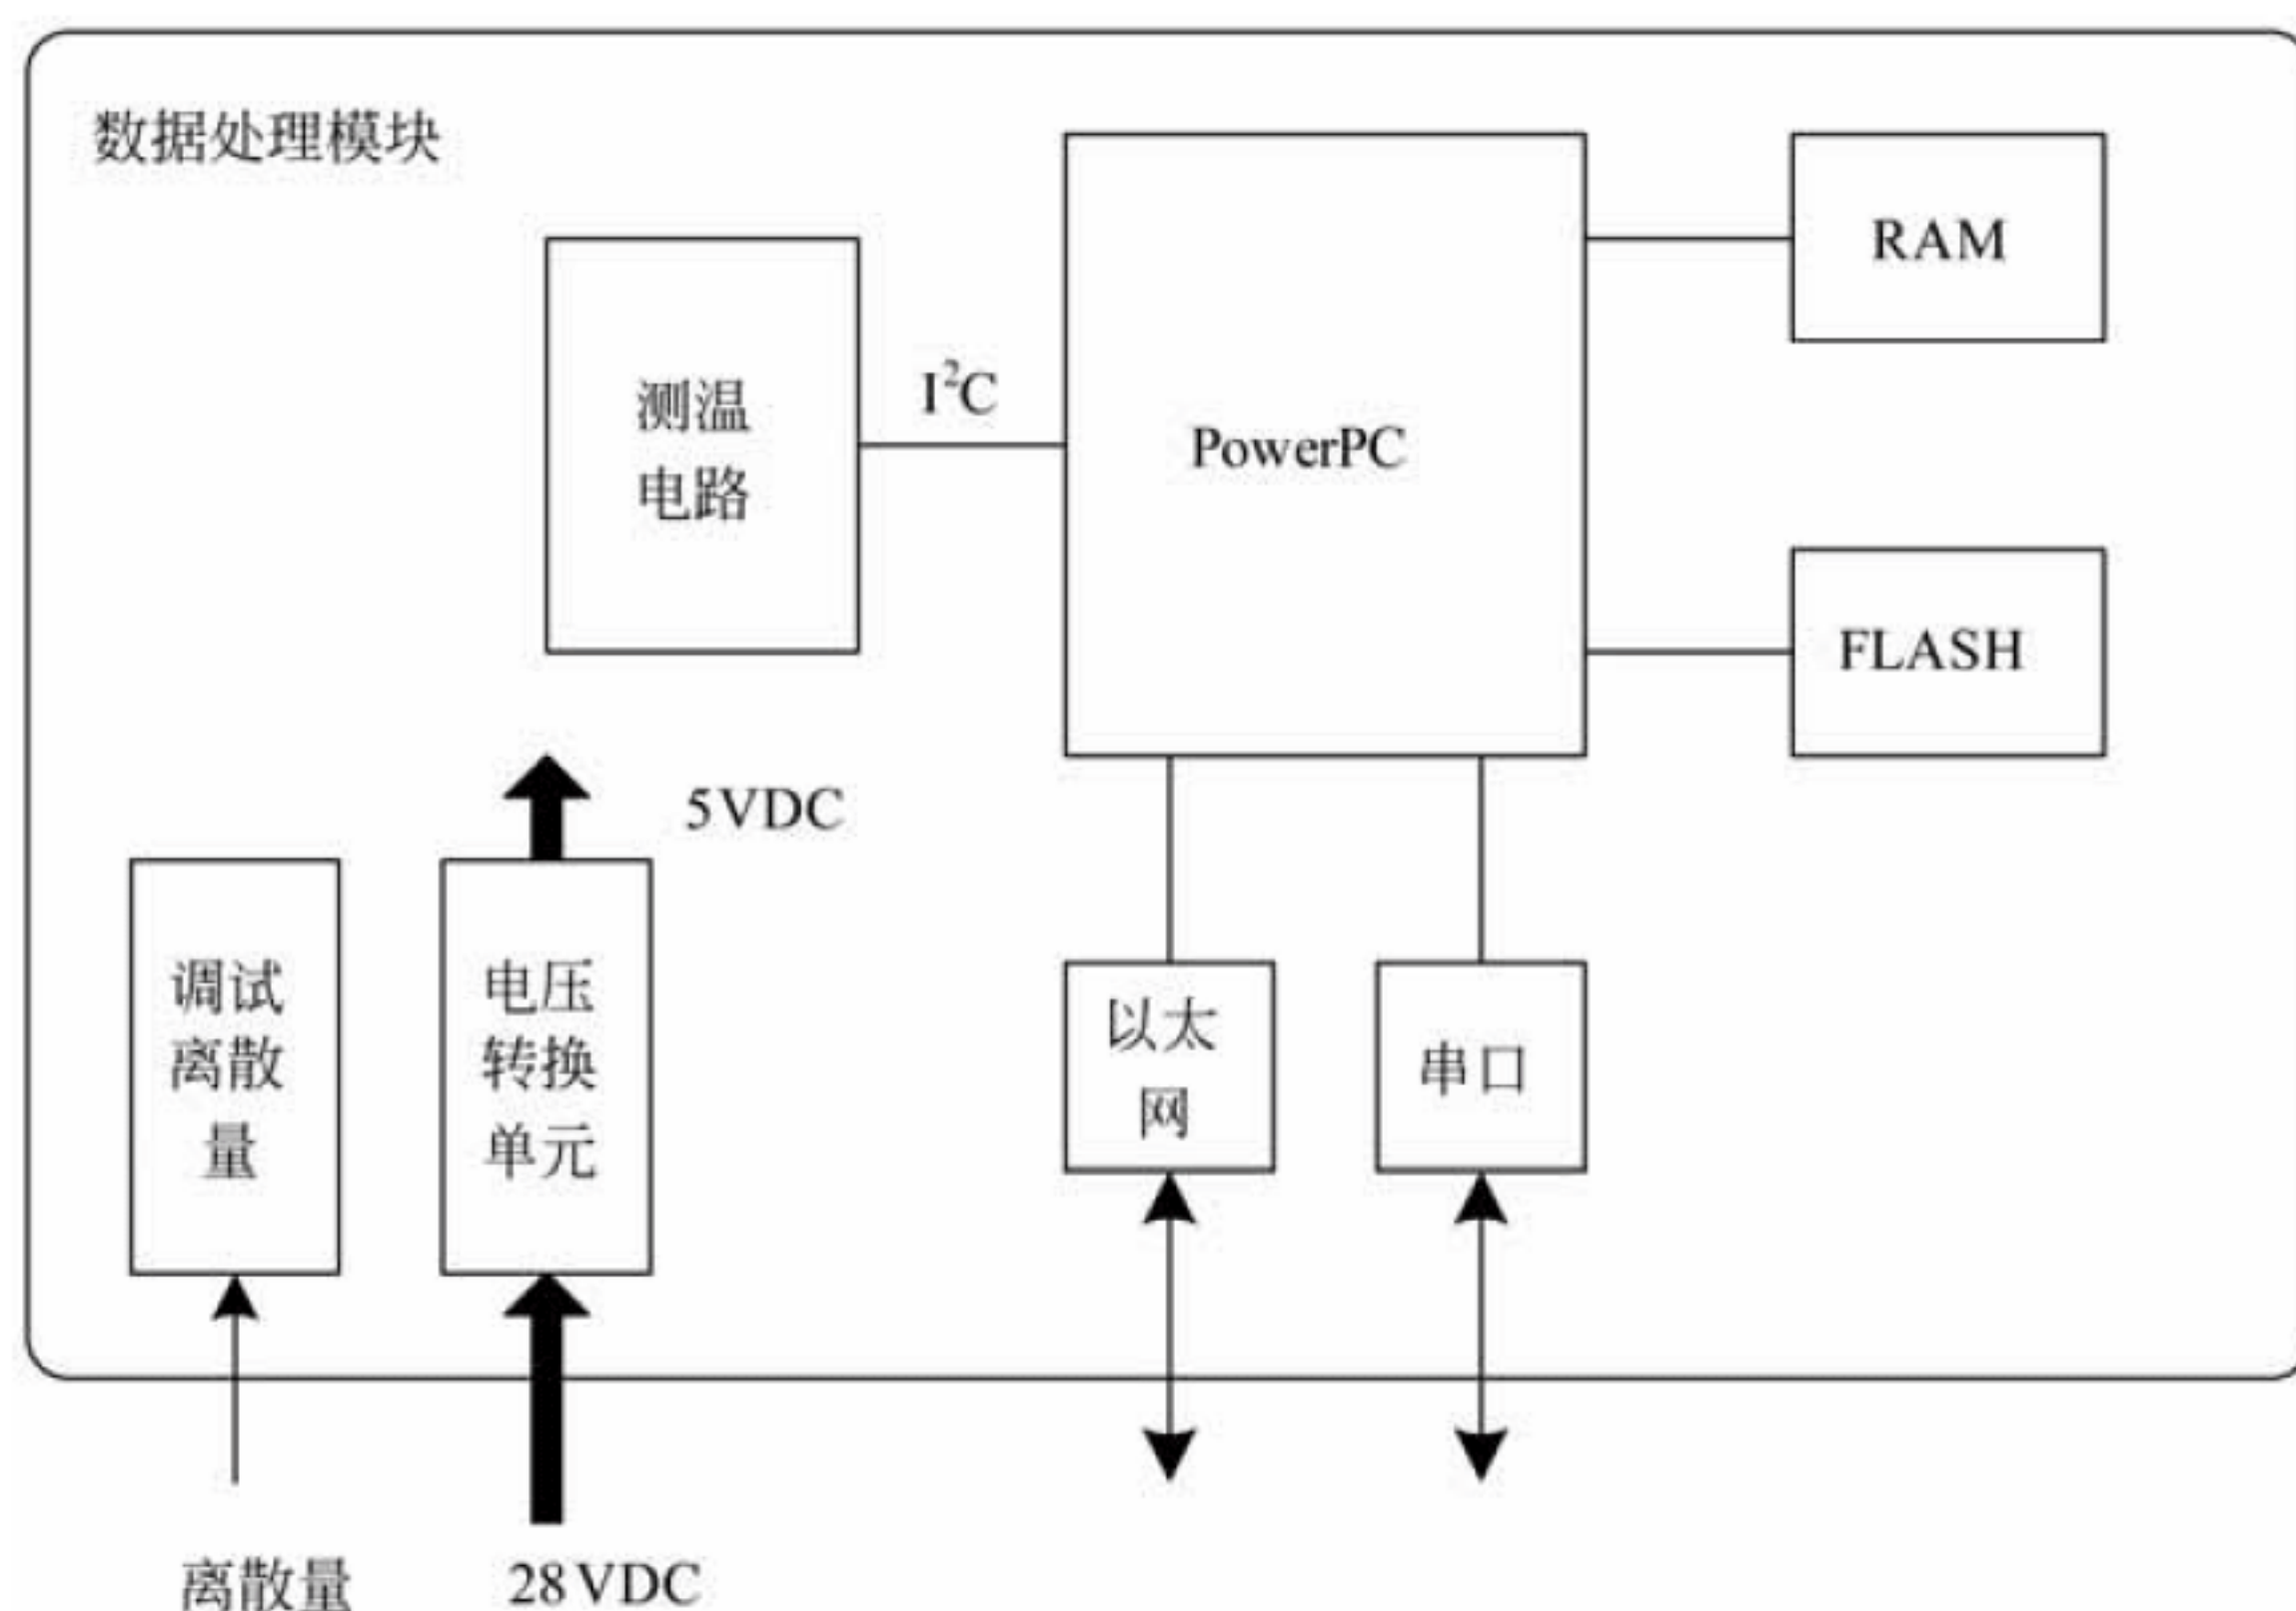 数据处理模块
RAM
I²C
测温
电路
PowerPC
FLASH
5VDC
调试
离散
量
电压
转换
单元
以太
网
串口
离散量
28VDC